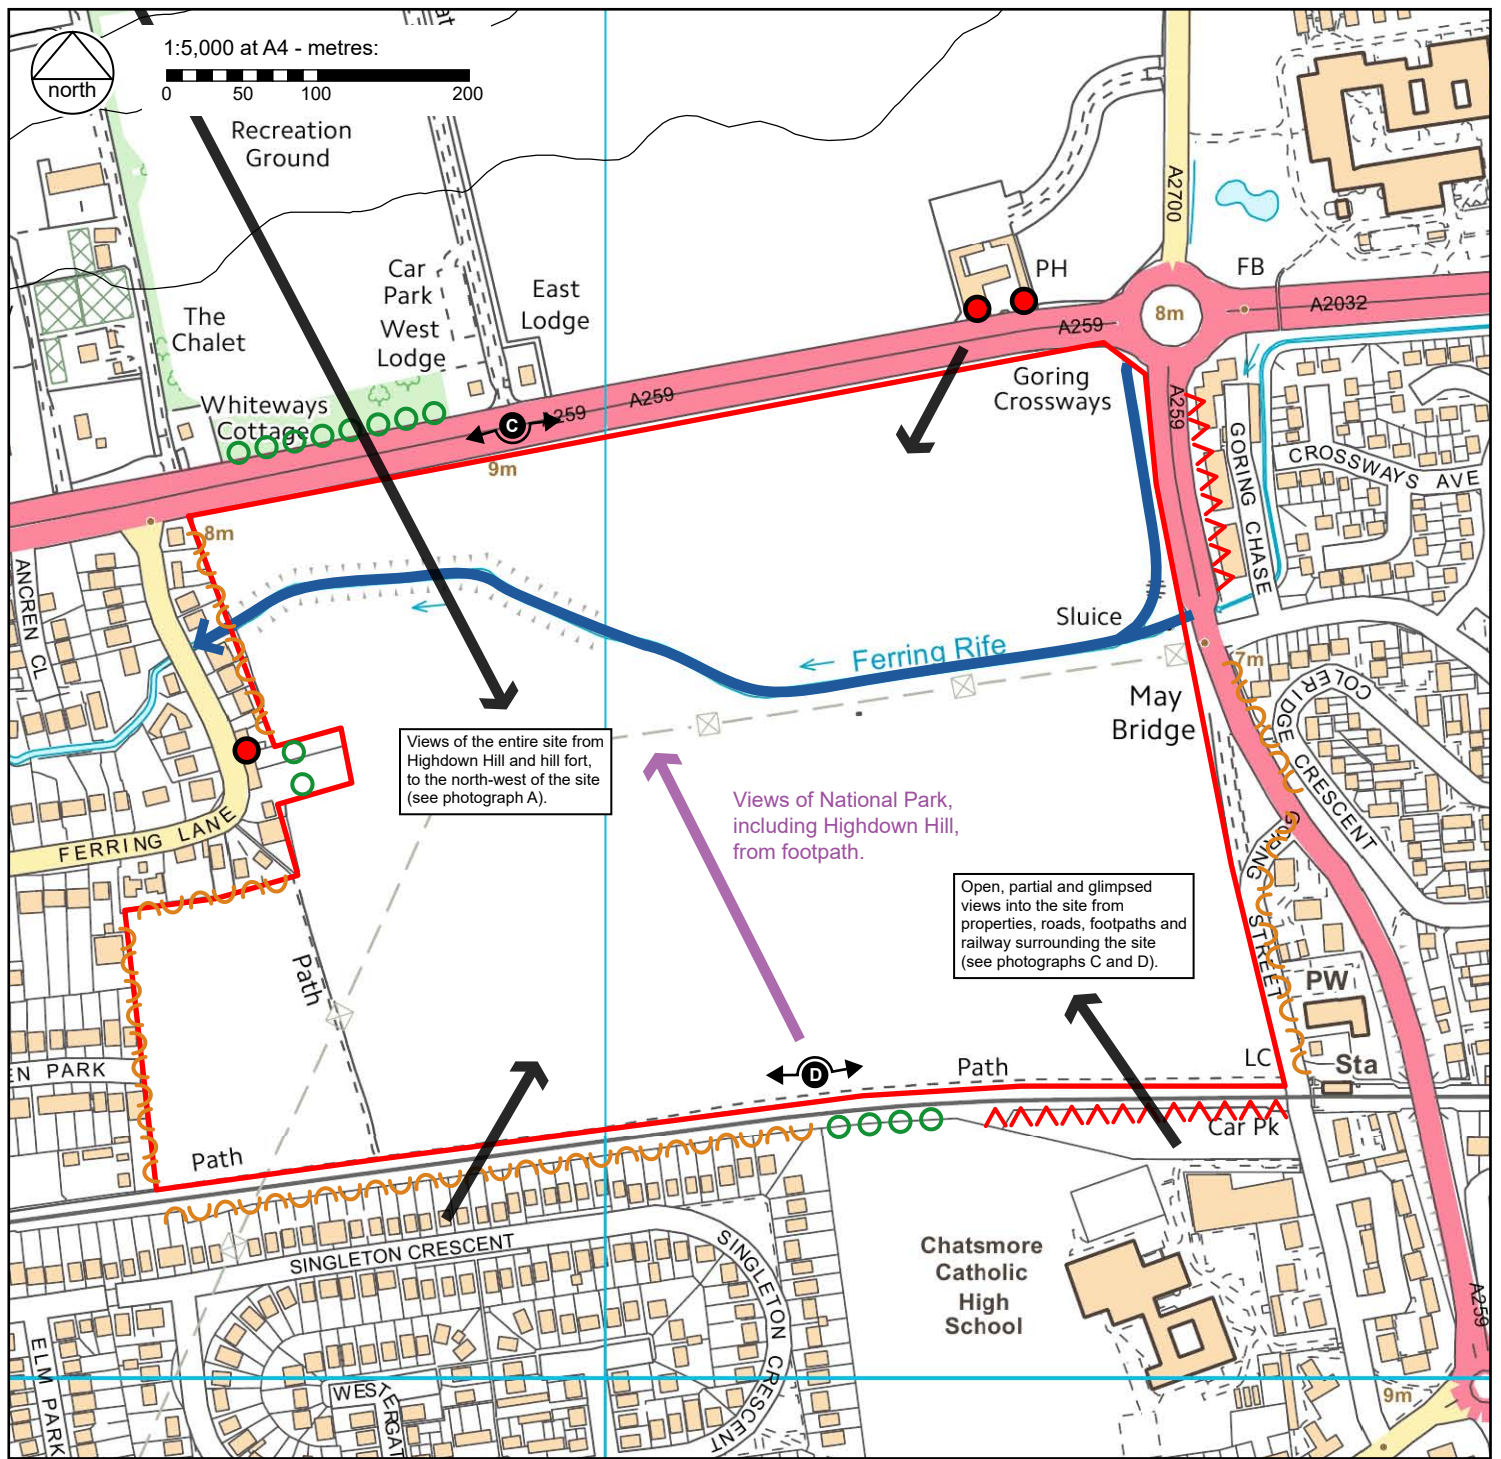 north
1:5,000 at A4 - metres:
0 50 100 200
Recreation
Ground
A2700
Car
Park
PH
FB
East
Lodge
The
Chalet
West
Lodge
8m
A2032
A259
Goring
Crossways
Whiteways
Cottage
C
259
A259
A259
9m
GORING CHASE
CROSSWAYS AVE
8m
ANCREN CL
Sluice
Ferring Rife
7m
May
Bridge
COLERIDGE CRESCENT
Views of the entire site from
Highdown Hill and hill fort,
to the north-west of the site
(see photograph A).
Views of National Park,
including Highdown Hill,
from footpath.
FERRING LANE
GORING STREET
Open, partial and glimpsed
views into the site from
properties, roads, footpaths and
railway surrounding the site
(see photographs C and D).
Path
PW
EN PARK
D
Path
LC
Sta
Path
Car Pk
SINGLETON CRESCENT
SINGLETON CRESCENT
Chatsmore
Catholic
High
School
A259
ELM PARK
WESTERGAT
9m